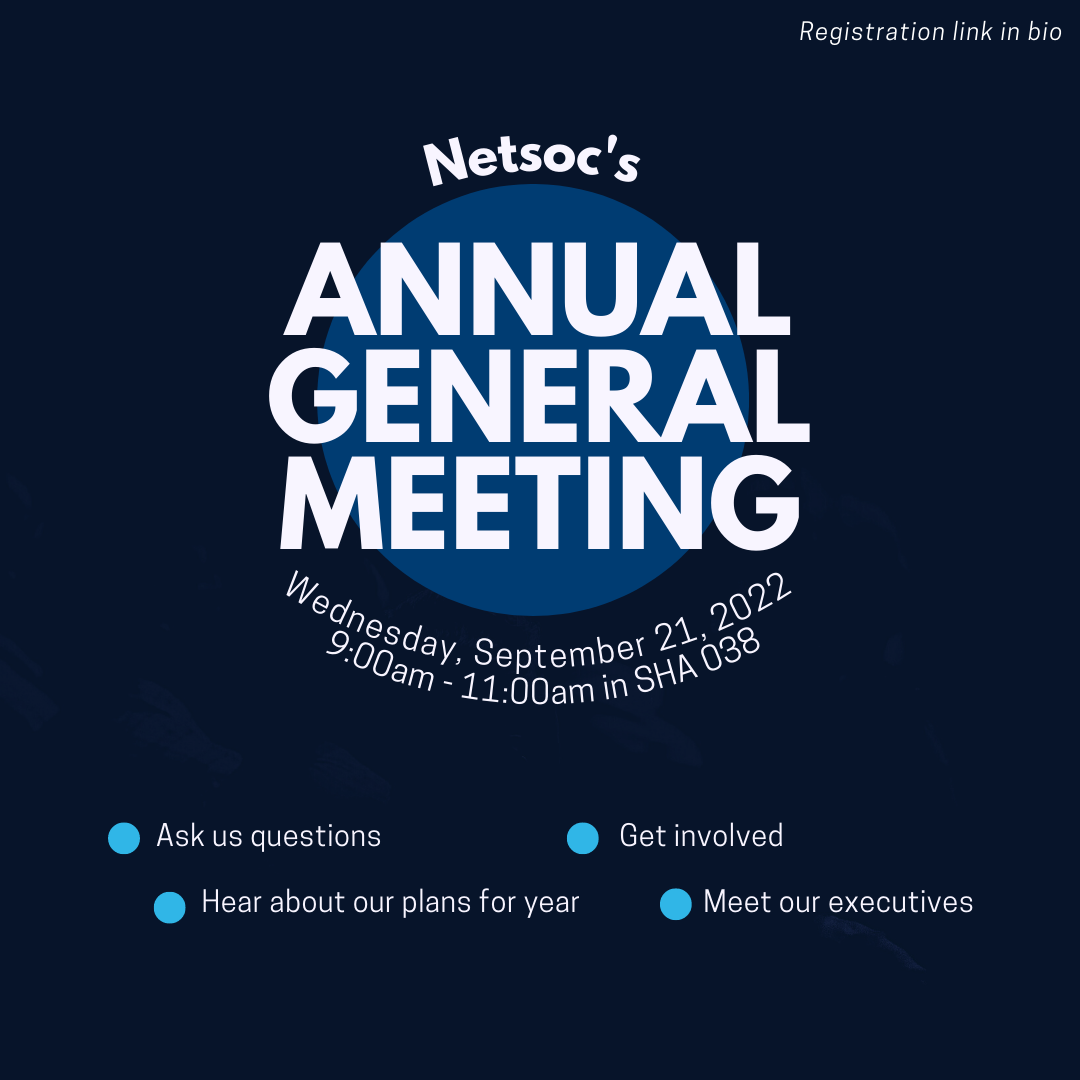 Registration link in bio
Netsoc's
ANNUAL
GENERAL
MEETING
Wednesday, September 21, 2022
9:00am - 11:00am in SHA 038
Ask us questions
Get involved
Hear about our plans for year
Meet our executives